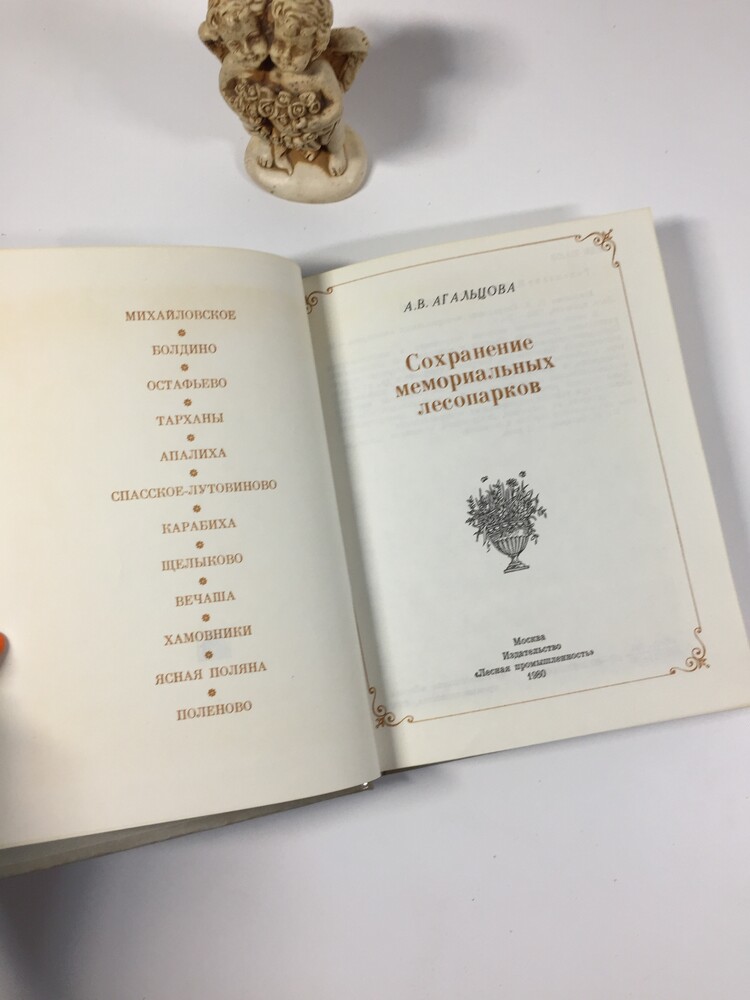 МИХАЙЛОВСКОЕ
БОЛДИНО
ОСТАФЬЕВО
ТАРХАНЫ
АПАЛИХА
СПАССКОЕ-ЛУТОВИНОВО
КАРАБИХА
ЩЕЛЫКОВО
ВЕЧАША
ХАМОВНИКИ
ЯСНАЯ ПОЛЯНА
ПОЛЕНОВО
А.В. АГАЛЬЦОВА
Сохранение
мемориальных
лесопарков
Москва
Издательство
«Лесная промышленность»
1980